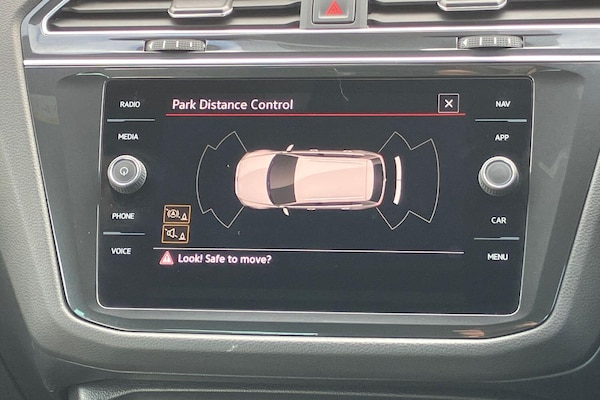 RADIO
Park Distance Control
NAV
MEDIA
APP
PHONE
CAR
VOICE
Look! Safe to move?
MENU